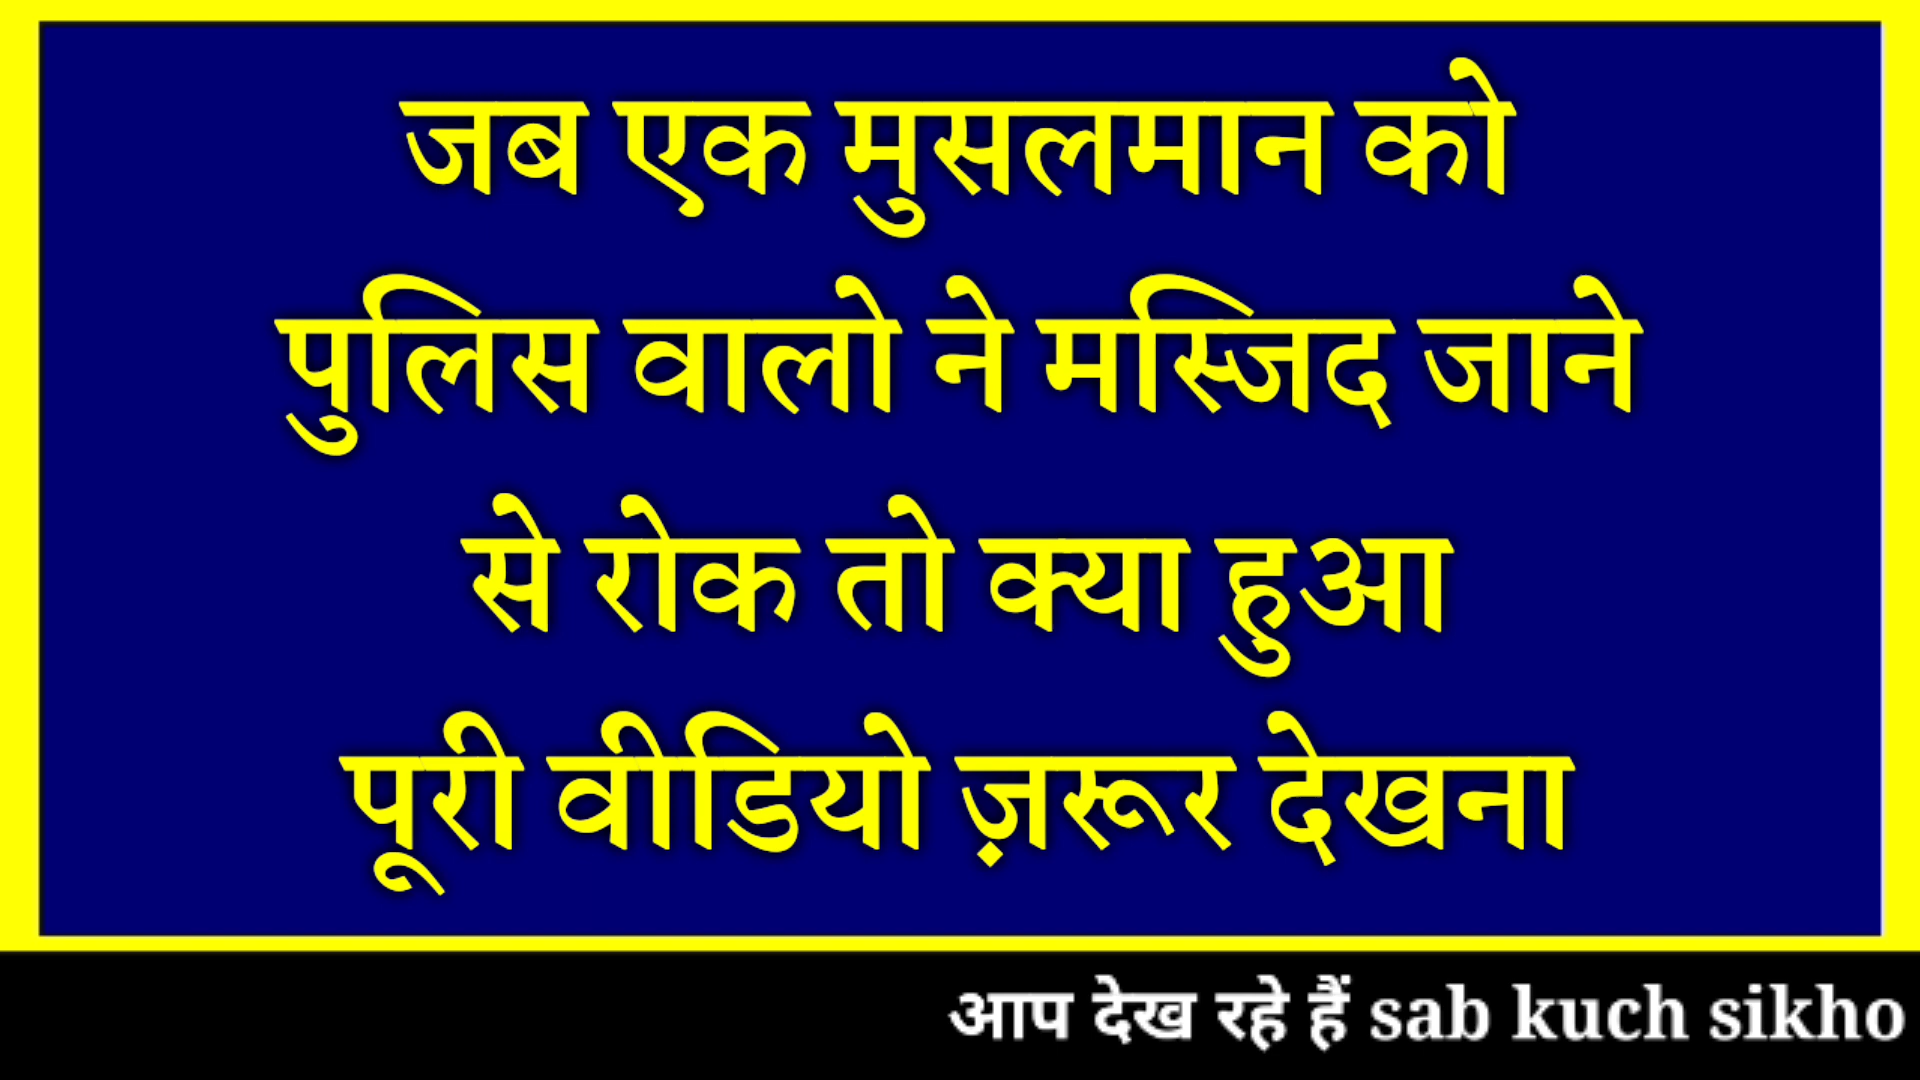 जब एक मुसलमान को
पुलिस वालो ने मस्जिद जाने
से रोक तो क्या हुआ
पूरी वीडियो ज़रूर देखना
आप देख रहे हैं sab kuch sikho